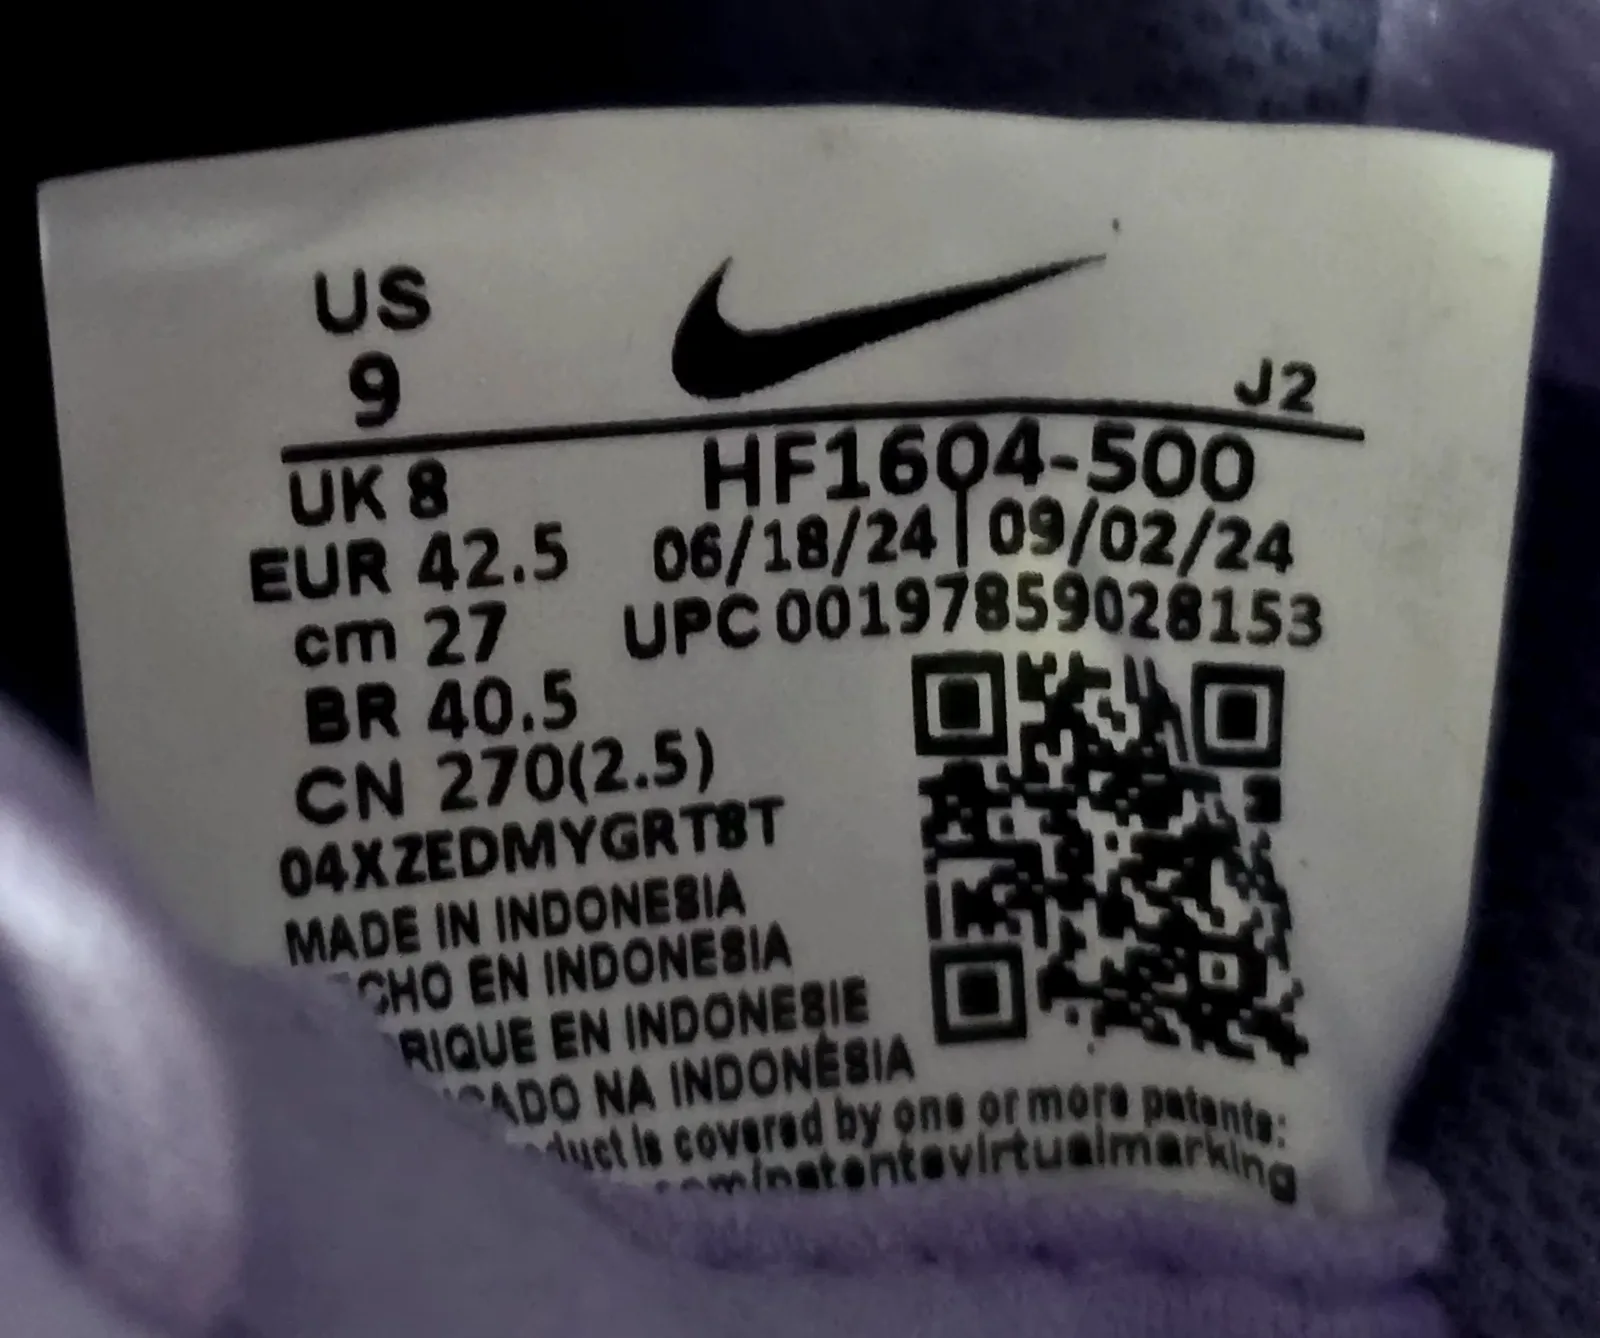 US
9
J2
UK 8
HF1604-500
EUR 42.5
06/18/24 | 09/02/24
cm 27
UPC 00197859028153
BR 40.5
CN 270(2.5)
04XZEDMYGRT8T
MADE IN INDONESIA
CHO EN INDONESIA
RIQUE EN INDONESIE
CADO NA INDONÉSIA
duct is covered by one or more patents:
com/patentsvirtualmarking